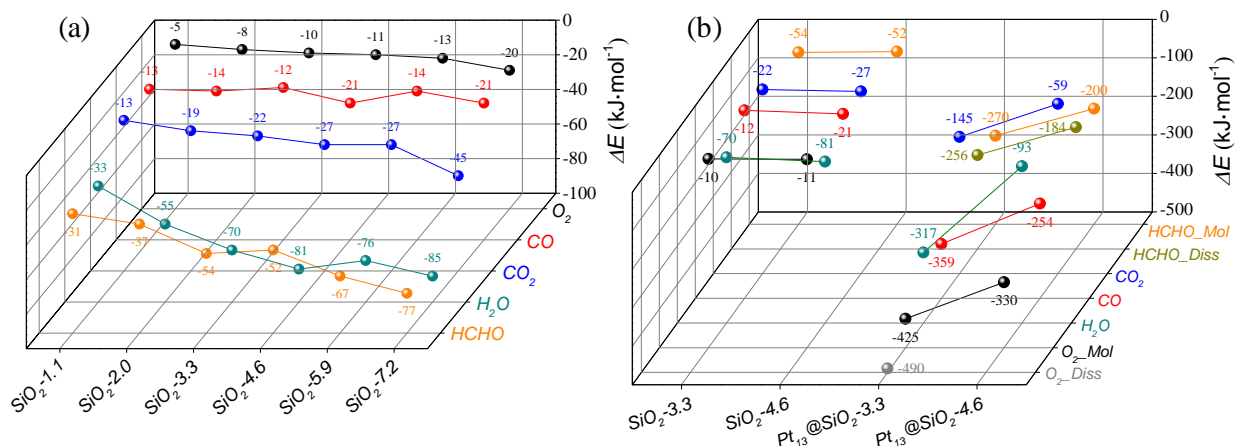 (a)
-5
-8
-10
-11
-13
-20
-13
-14
-12
-21
-14
-21
-13
-19
-22
-27
-27
-45
-33
-55
-70
-81
-76
-85
-31
-37
-54
-57
-67
-77
0
-20
-40
-60
-80
-100
ΔE (kJ·mol⁻¹)
O₂
CO
CO₂
H₂O
HCHO
SiO₂-1.1
SiO₂-2.0
SiO₂-3.3
SiO₂-4.6
SiO₂-5.9
SiO₂-7.2
(b)
-54
-52
-22
-27
-12
-21
-70
-81
-10
-11
-59
-200
-145
-270
-184
-256
-93
-254
-317
-359
-330
-425
-490
0
-100
-200
-300
-400
-500
ΔE (kJ·mol⁻¹)
HCHO_Mol
HCHO_Diss
CO₂
CO
H₂O
O₂_Mol
O₂_Diss
SiO₂-3.3
SiO₂-4.6
Pt₁₃@SiO₂-3.3
Pt₁₃@SiO₂-4.6